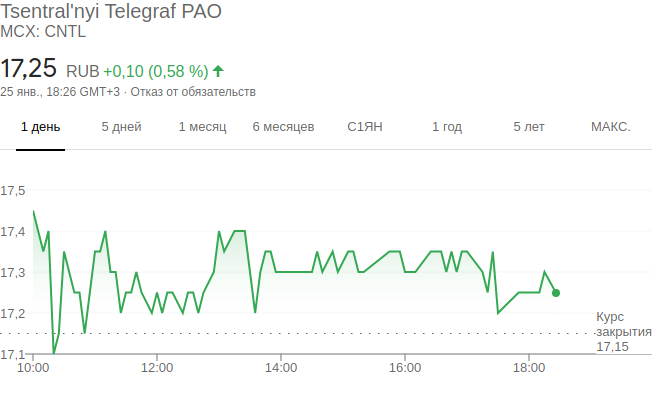 Tsentral'nyi Telegraf PAO
MCX: CNTL
17,25 RUB +0,10 (0,58 %)
25 янв., 18:26 GMT+3 · Отказ от обязательств
1 день 5 дней 1 месяц 6 месяцев С1ЯН 1 год 5 лет МАКС.
17,5
17,4
17,3
17,2
Курс
закрытия
17,15
17,1
10:00 12:00 14:00 16:00 18:00